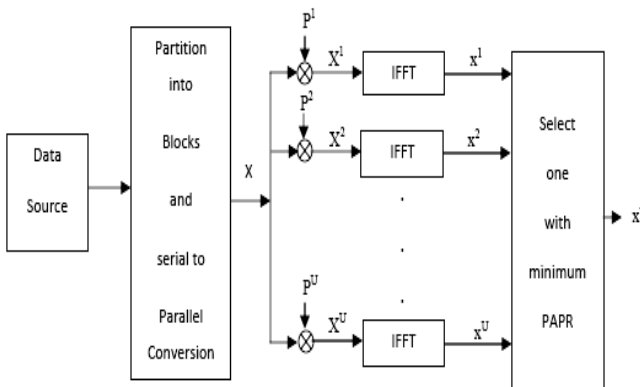 Data
Source
Partition
into
Blocks
and
serial to
Parallel
Conversion
X
P¹
X¹
IFFT
x¹
P²
X²
IFFT
x²
.
.
.
Pᵁ
Xᵁ
IFFT
xᵁ
Select
one
with
minimum
PAPR